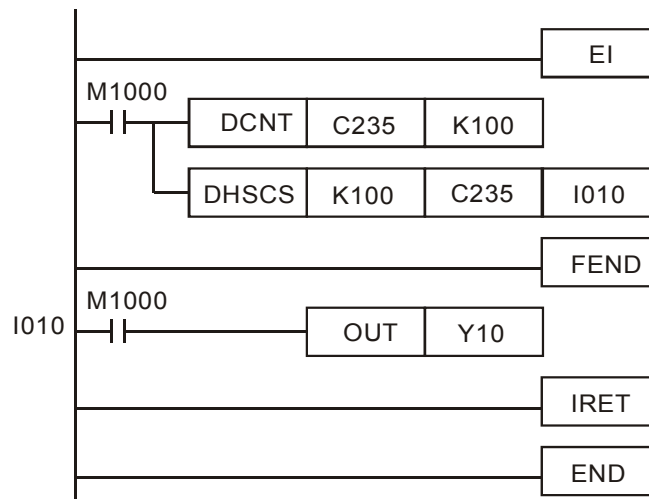 EI
M1000
DCNT C235 K100
DHSCS K100 C235 I010
FEND
M1000
I010 OUT Y10
IRET
END